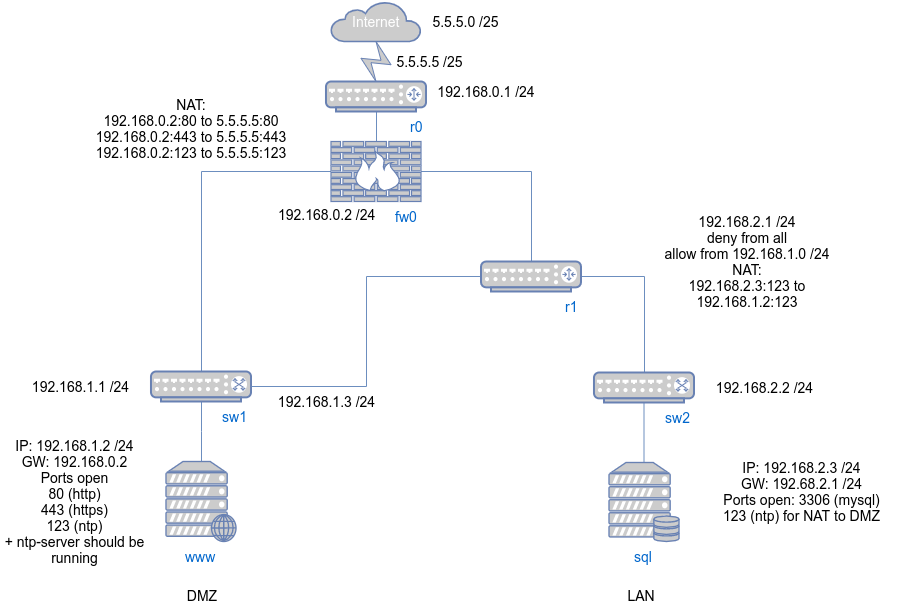 Internet
5.5.5.0 /25
5.5.5.5 /25
192.168.0.1 /24
r0
NAT:
192.168.0.2:80 to 5.5.5.5:80
192.168.0.2:443 to 5.5.5.5:443
192.168.0.2:123 to 5.5.5.5:123
192.168.0.2 /24
fw0
192.168.2.1 /24
deny from all
allow from 192.168.1.0 /24
NAT:
192.168.2.3:123 to
192.168.1.2:123
r1
192.168.1.1 /24
192.168.1.3 /24
sw1
192.168.2.2 /24
sw2
IP: 192.168.1.2 /24
GW: 192.168.0.2
Ports open
80 (http)
443 (https)
123 (ntp)
+ ntp-server should be
running
www
IP: 192.168.2.3 /24
GW: 192.68.2.1 /24
Ports open: 3306 (mysql)
123 (ntp) for NAT to DMZ
sql
DMZ
LAN